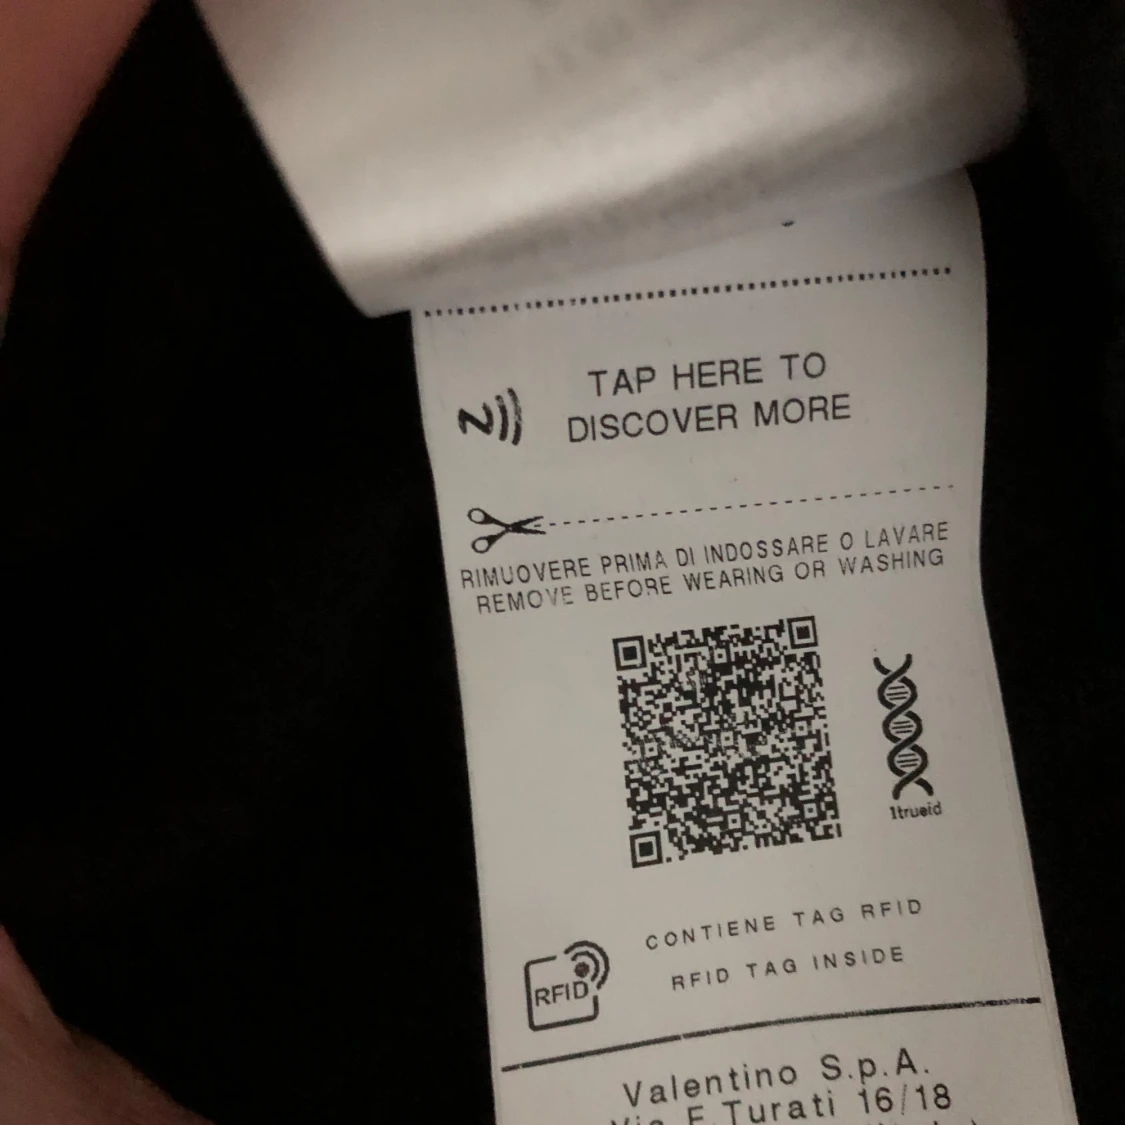 TAP HERE TO
DISCOVER MORE
RIMUOVERE PRIMA DI INDOSSARE O LAVARE
REMOVE BEFORE WEARING OR WASHING
1trueid
CONTIENE TAG RFID
RFID TAG INSIDE
RFID
Valentino S.p.A.
Via F.Turati 16/18